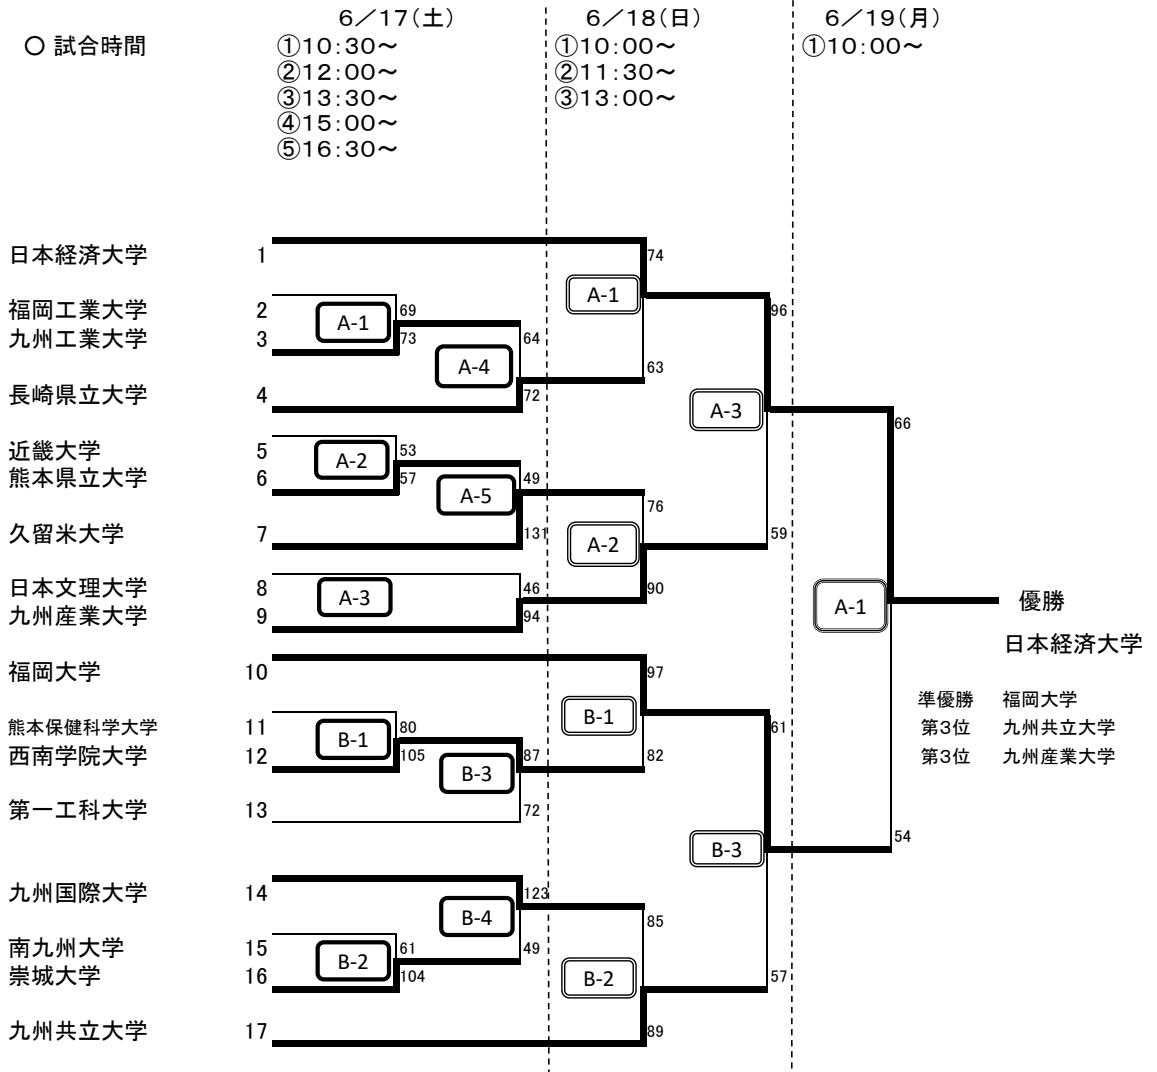 6／17(土)
6／18(日)
6／19(月)
〇 試合時間
①10:30～
①10:00～
①10:00～
②12:00～
②11:30～
③13:30～
③13:00～
④15:00～
⑤16:30～
日本経済大学 1
74
A-1
福岡工業大学 2
69
96
A-1
九州工業大学 3
73
64
A-4
63
長崎県立大学 4
72
A-3
66
近畿大学 5
53
A-2
熊本県立大学 6
57
49
A-5
76
久留米大学 7
131
A-2
59
日本文理大学 8
46
90
A-3
九州産業大学 9
94
A-1
優勝
日本経済大学
福岡大学 10
97
準優勝 福岡大学
B-1
熊本保健科学大学 11
80
61
第3位 九州共立大学
B-1
西南学院大学 12
105
87
82
第3位 九州産業大学
B-3
第一工科大学 13
72
54
B-3
九州国際大学 14
123
B-4
85
南九州大学 15
61
49
B-2
崇城大学 16
104
B-2
57
九州共立大学 17
89